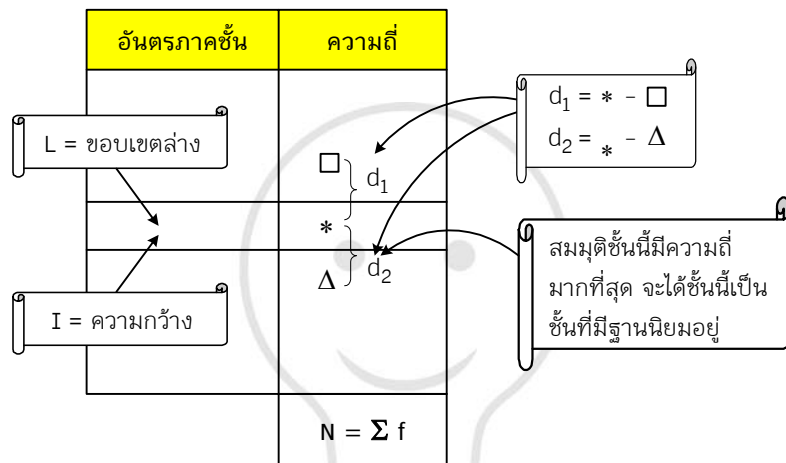 อันตรภาคชั้น ความถี่
d₁ = * - □
d₂ = * - Δ
L = ขอบเขตล่าง
□ d₁
*
Δ d₂
สมมุติชั้นนี้มีความถี่
มากที่สุด จะได้ชั้นนี้เป็น
ชั้นที่มีฐานนิยมอยู่
I = ความกว้าง
N = Σ f